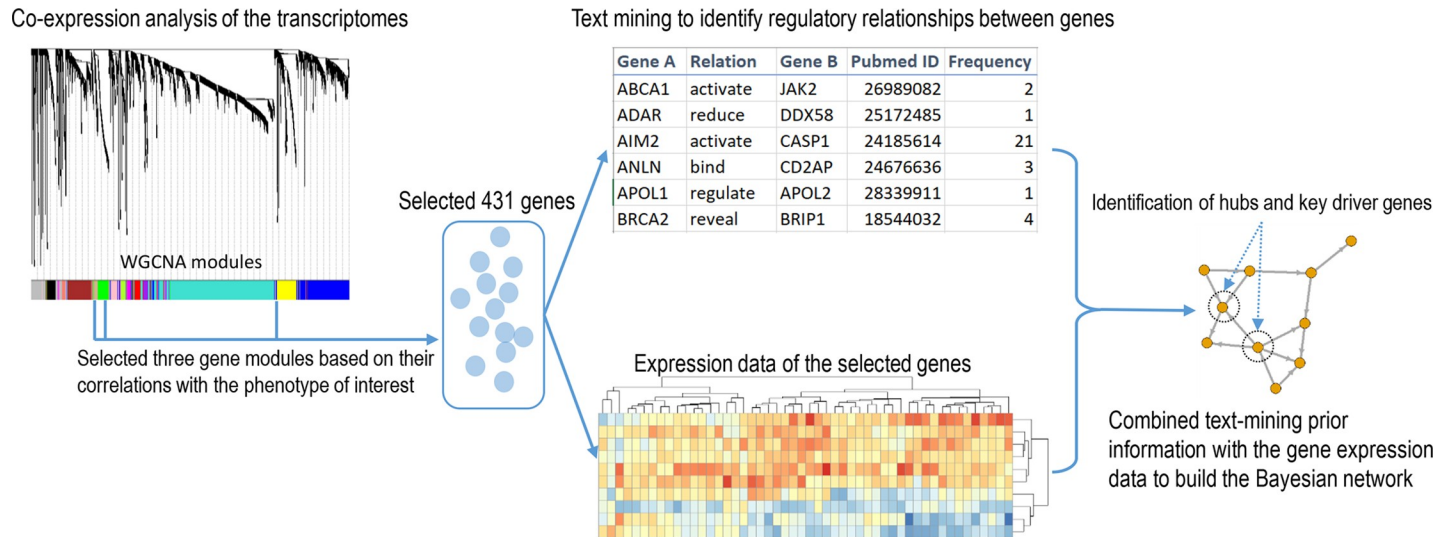 Co-expression analysis of the transcriptomes
WGCNA modules
Selected three gene modules based on their
correlations with the phenotype of interest
Selected 431 genes
Text mining to identify regulatory relationships between genes
Gene A Relation Gene B Pubmed ID Frequency
ABCA1 activate JAK2 26989082 2
ADAR reduce DDX58 25172485 1
AIM2 activate CASP1 24185614 21
ANLN bind CD2AP 24676636 3
APOL1 regulate APOL2 28339911 1
BRCA2 reveal BRIP1 18544032 4
Expression data of the selected genes
Identification of hubs and key driver genes
Combined text-mining prior
information with the gene expression
data to build the Bayesian network